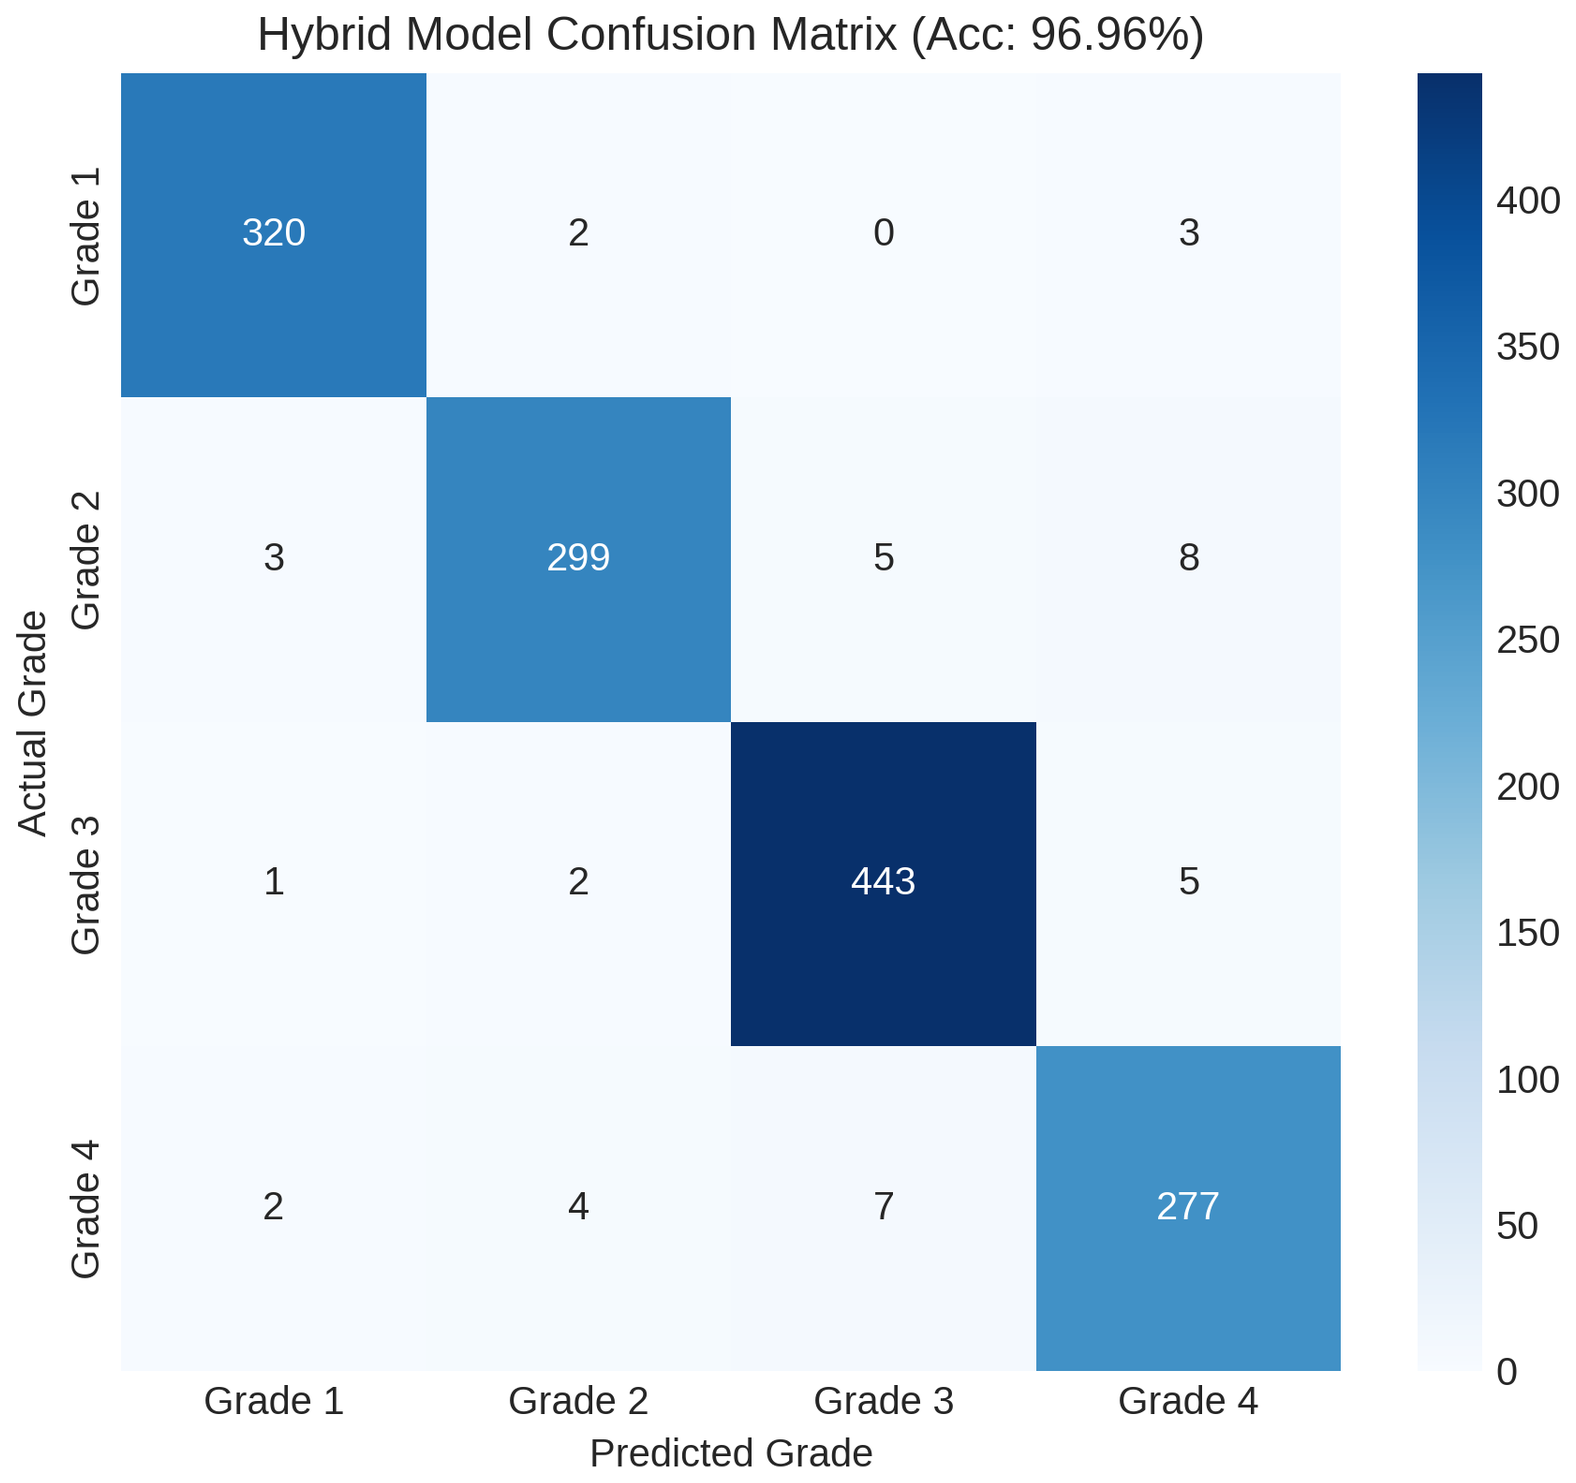 Hybrid Model Confusion Matrix (Acc: 96.96%)
Actual Grade
Grade 1
320 2 0 3
Grade 2
3 299 5 8
Grade 3
1 2 443 5
Grade 4
2 4 7 277
Grade 1 Grade 2 Grade 3 Grade 4
Predicted Grade
400
350
300
250
200
150
100
50
0